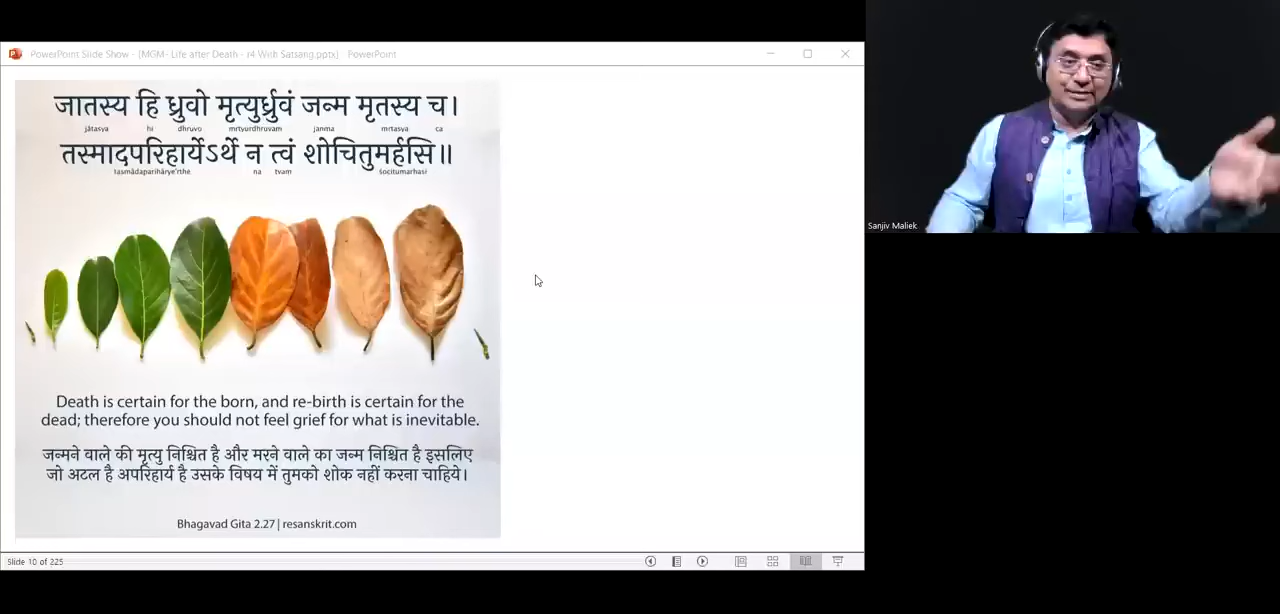 PowerPoint Slide Show - [MGM- Life after Death - r4 With Satsang.pptx] - PowerPoint
जातस्य हि ध्रुवो मृत्युर्ध्रुवं जन्म मृतस्य च।
jātasya hi dhruvo mrtyurdhruvam janma mrtasya ca
तस्मादपरिहार्येऽर्थे न त्वं शोचितुमर्हसि॥
tasmādaparihārye'rthe na tvam śocitumarhasi
Death is certain for the born, and re-birth is certain for the
dead; therefore you should not feel grief for what is inevitable.
जन्मने वाले की मृत्यु निश्चित है और मरने वाले का जन्म निश्चित है इसलिए
जो अटल है अपरिहार्य है उसके विषय में तुमको शोक नहीं करना चाहिये।
Bhagavad Gita 2.27 | resanskrit.com
Slide 10 of 225
Sanjiv Maliek